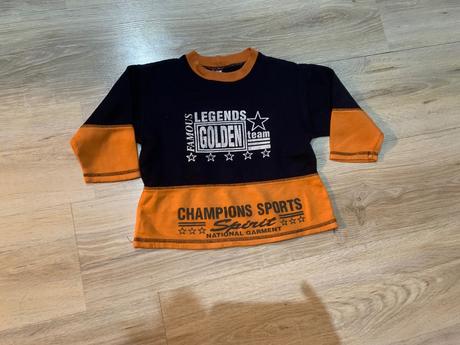 FAMOUS
LEGENDS
GOLDEN
team
CHAMPIONS SPORTS
Spirit
NATIONAL GARMENT